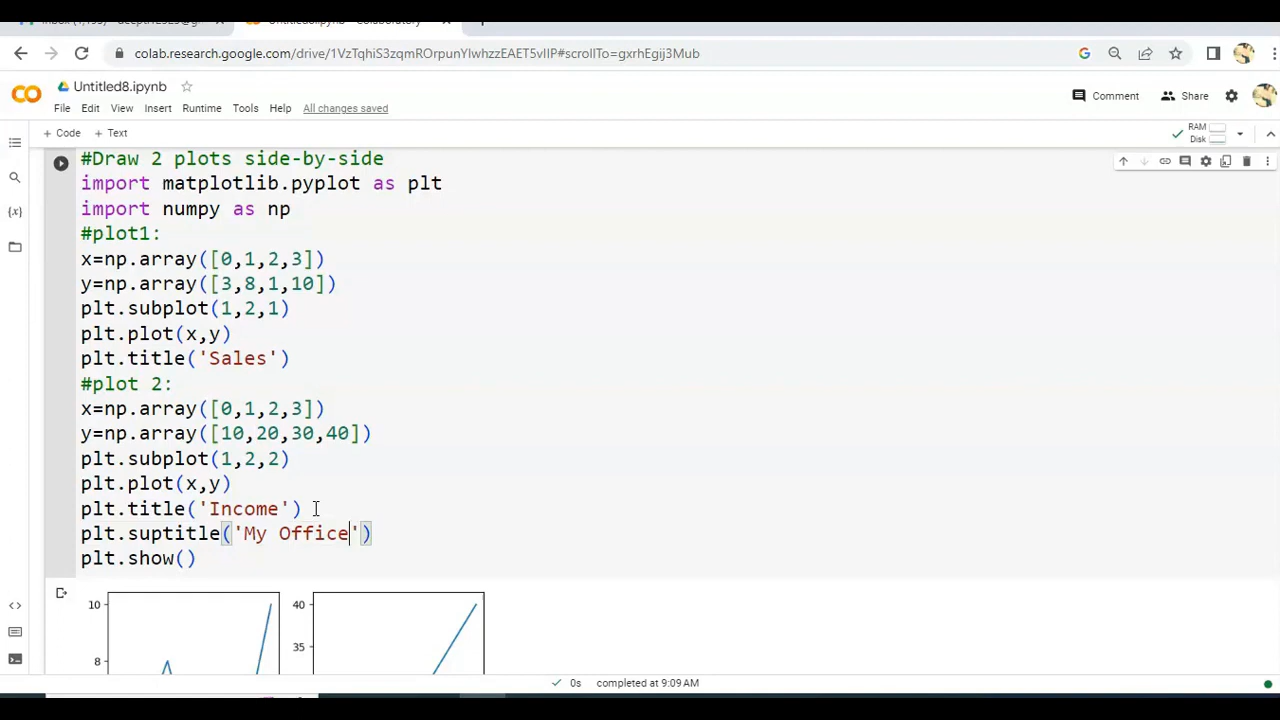 colab.research.google.com/drive/1VzTqhiS3zqmROrpunYlwhzzEAET5vIIP#scrollTo=gxrhEgij3Mub
Untitled8.ipynb
File Edit View Insert Runtime Tools Help All changes saved
Comment Share
+ Code + Text
RAM
Disk
#Draw 2 plots side-by-side
import matplotlib.pyplot as plt
import numpy as np
#plot1:
x=np.array([0,1,2,3])
y=np.array([3,8,1,10])
plt.subplot(1,2,1)
plt.plot(x,y)
plt.title('Sales')
#plot 2:
x=np.array([0,1,2,3])
y=np.array([10,20,30,40])
plt.subplot(1,2,2)
plt.plot(x,y)
plt.title('Income')
plt.suptitle('My Office')
plt.show()
10 40
35
8
0s completed at 9:09 AM